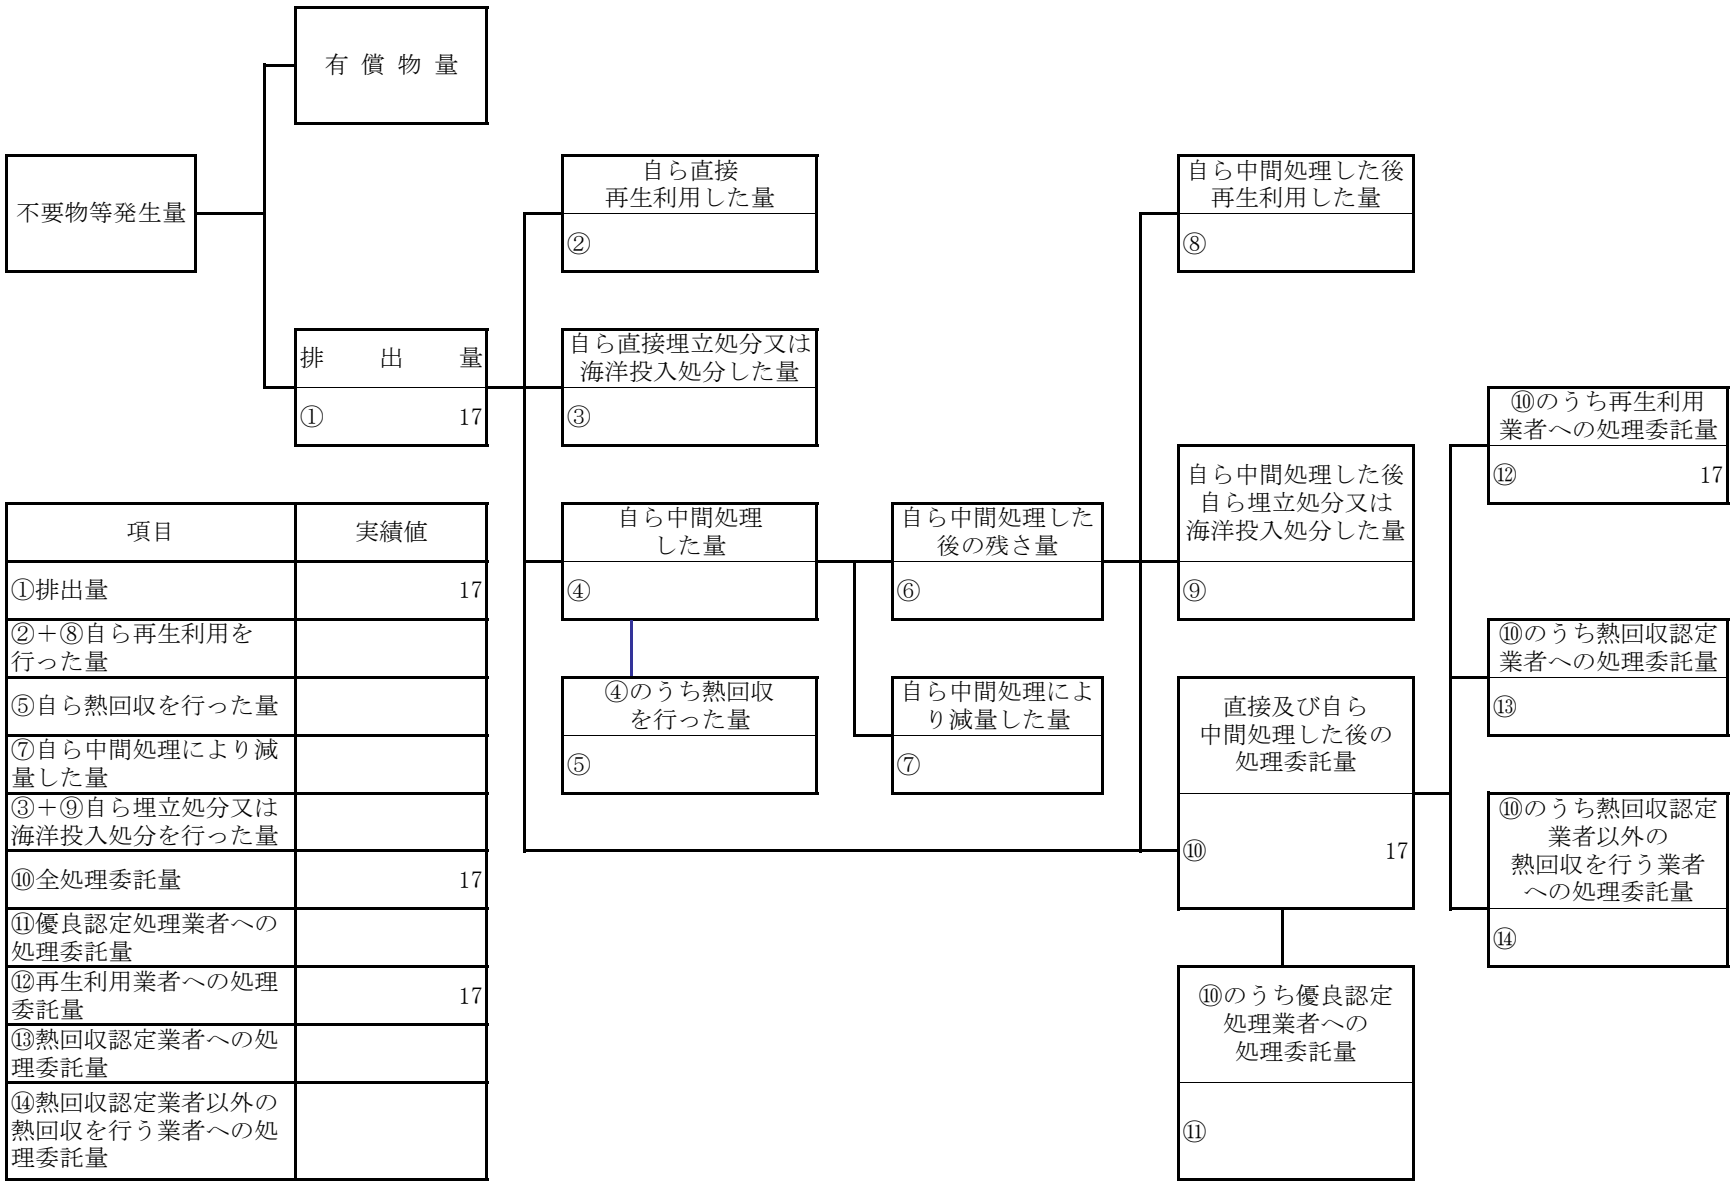 有償物量
不要物等発生量
排出量
① 17
自ら直接
再生利用した量
②
自ら直接埋立処分又は
海洋投入処分した量
③
自ら中間処理
した量
④
④のうち熱回収
を行った量
⑤
自ら中間処理した
後の残さ量
⑥
自ら中間処理によ
り減量した量
⑦
自ら中間処理した後
再生利用した量
⑧
自ら中間処理した後
自ら埋立処分又は
海洋投入処分した量
⑨
直接及び自ら
中間処理した後の
処理委託量
⑩ 17
⑩のうち優良認定
処理業者への
処理委託量
⑪
⑩のうち再生利用
業者への処理委託量
⑫ 17
⑩のうち熱回収認定
業者への処理委託量
⑬
⑩のうち熱回収認定
業者以外の
熱回収を行う業者
への処理委託量
⑭
項目 実績値
①排出量 17
②＋⑧自ら再生利用を
行った量
⑤自ら熱回収を行った量
⑦自ら中間処理により減
量した量
③＋⑨自ら埋立処分又は
海洋投入処分を行った量
⑩全処理委託量 17
⑪優良認定処理業者への
処理委託量
⑫再生利用業者への処理
委託量 17
⑬熱回収認定業者への処
理委託量
⑭熱回収認定業者以外の
熱回収を行う業者への処
理委託量